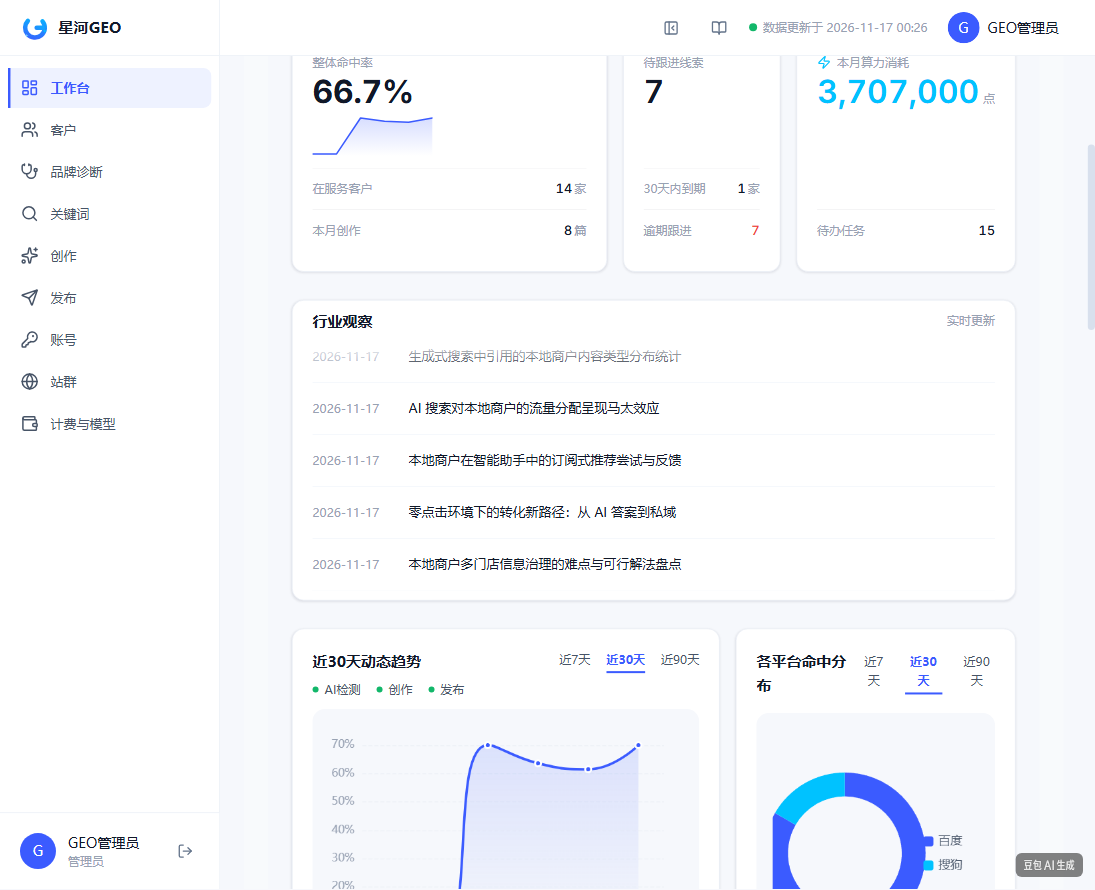 星河GEO
数据更新于 2026-11-17 00:26
G
GEO管理员
工作台
客户
品牌诊断
关键词
创作
发布
账号
站群
计费与模型
G
GEO管理员
管理员
整体命中率
66.7%
在服务客户 14 家
本月创作 8 篇
待跟进线索
7
30天内到期 1 家
逾期跟进 7
本月算力消耗
3,707,000 点
待办任务 15
行业观察 实时更新
2026-11-17 生成式搜索中引用的本地商户内容类型分布统计
2026-11-17 AI 搜索对本地商户的流量分配呈现马太效应
2026-11-17 本地商户在智能助手中的订阅式推荐尝试与反馈
2026-11-17 零点击环境下的转化新路径：从 AI 答案到私域
2026-11-17 本地商户多门店信息治理的难点与可行解法盘点
近30天动态趋势 近7天 近30天 近90天
AI检测 创作 发布
70%
60%
50%
40%
30%
20%
各平台命中分
布
近7
天
近30
天
近90
天
百度
搜狗
豆包 AI 生成